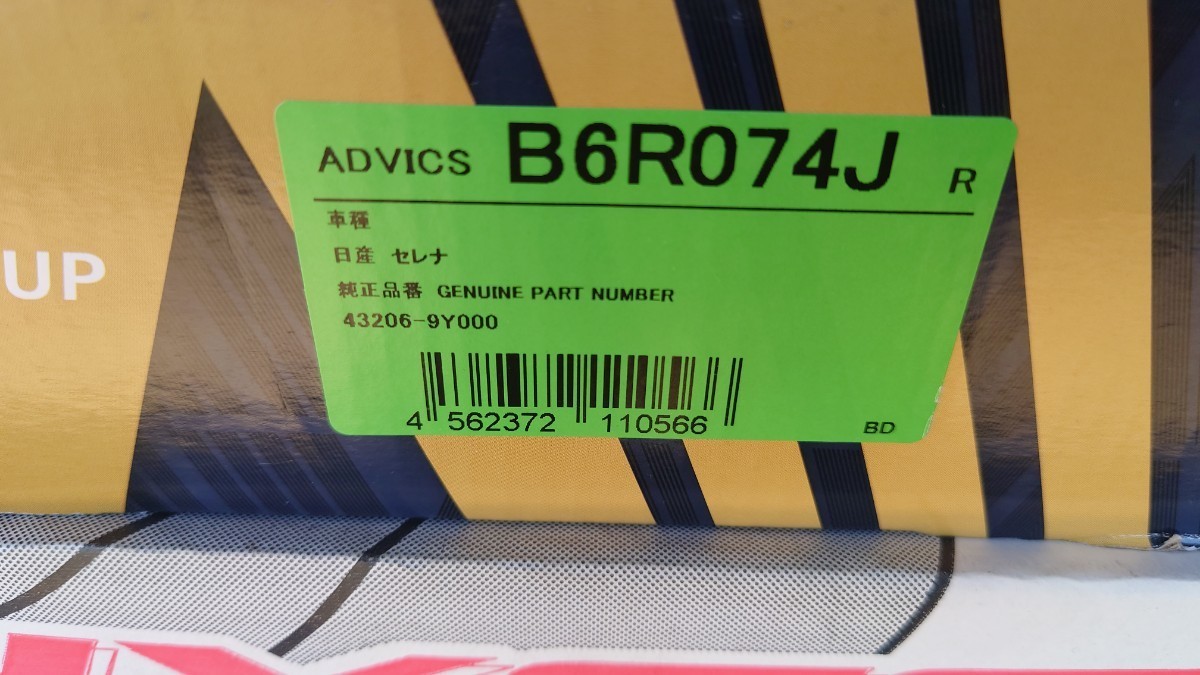 ADVICS B6R074J R
車種
日産 セレナ
純正品番 GENUINE PART NUMBER
43206-9Y000
4 562372 110566
BD
UP